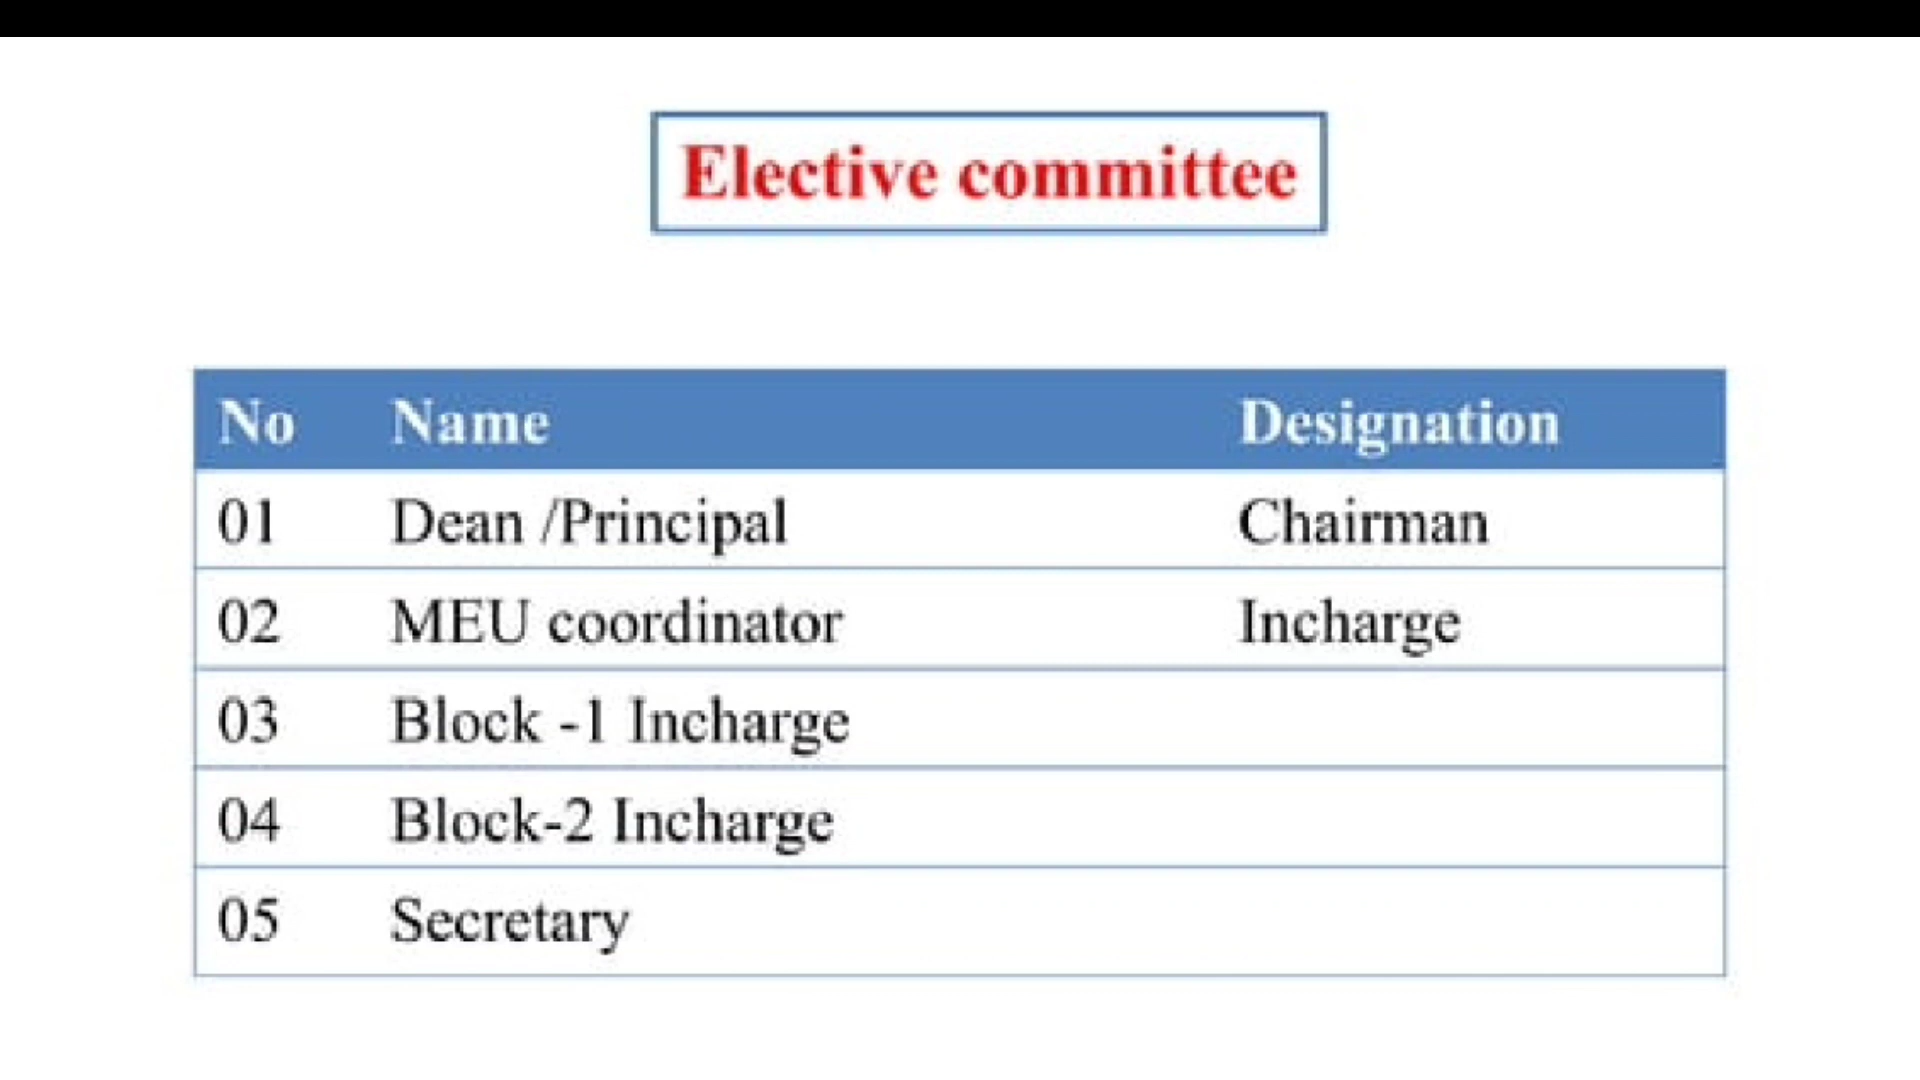 Elective committee
No Name Designation
01 Dean /Principal Chairman
02 MEU coordinator Incharge
03 Block -1 Incharge
04 Block-2 Incharge
05 Secretary